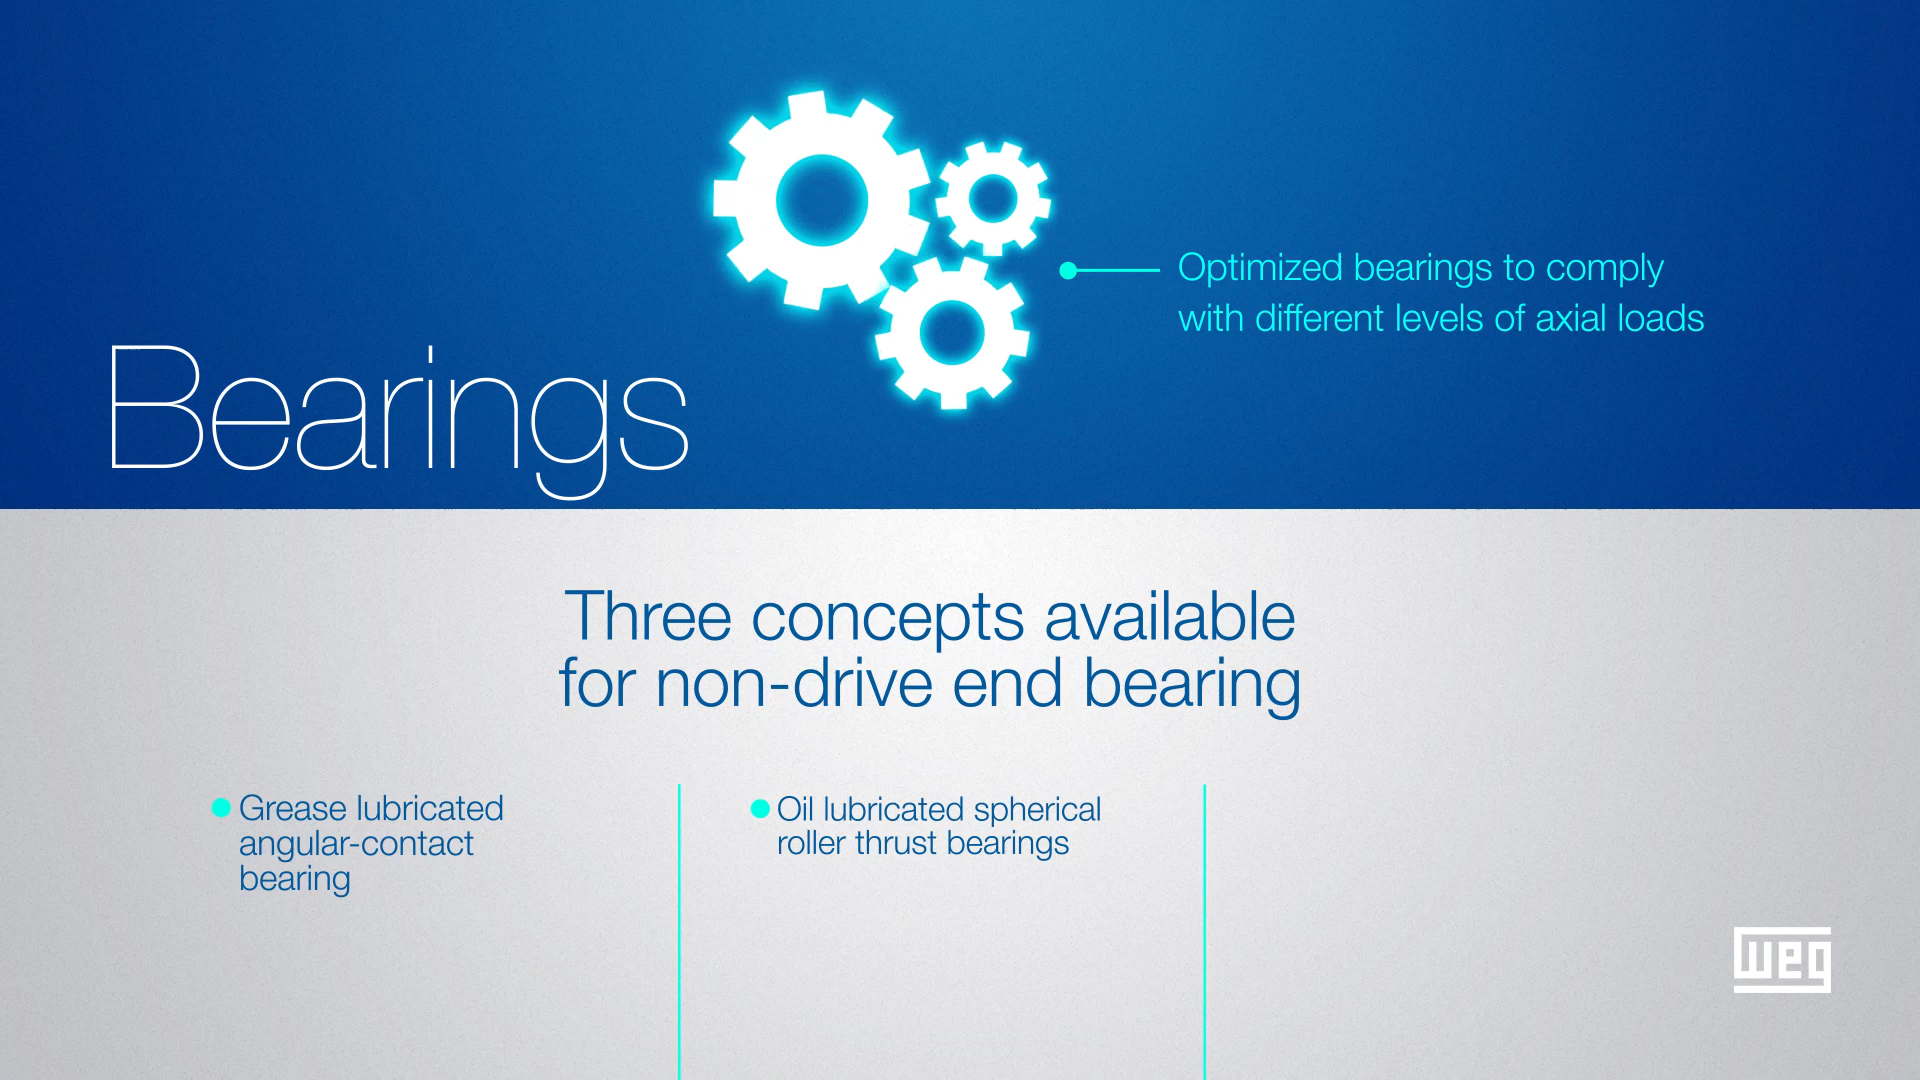 Optimized bearings to comply
with different levels of axial loads
Bearings
Three concepts available
for non-drive end bearing
Grease lubricated
angular-contact
bearing
Oil lubricated spherical
roller thrust bearings
weg